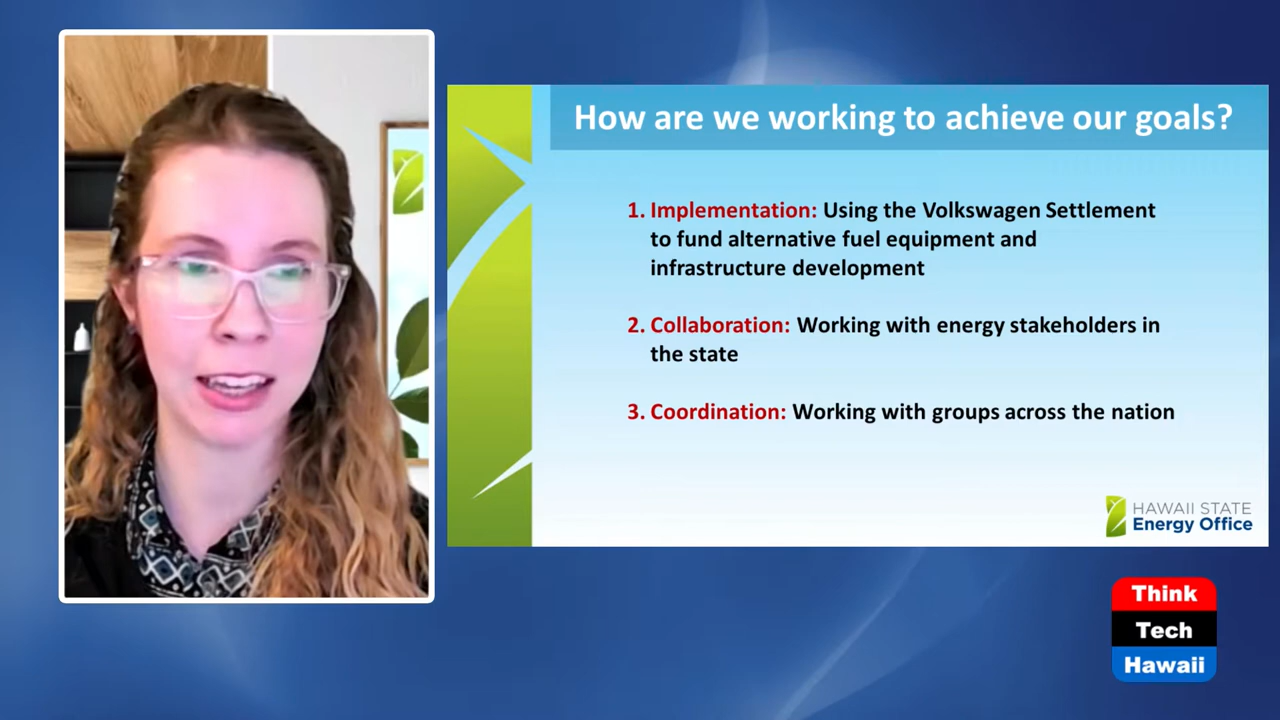 How are we working to achieve our goals?
1. Implementation: Using the Volkswagen Settlement
to fund alternative fuel equipment and
infrastructure development
2. Collaboration: Working with energy stakeholders in
the state
3. Coordination: Working with groups across the nation
HAWAII STATE
Energy Office
Think
Tech
Hawaii